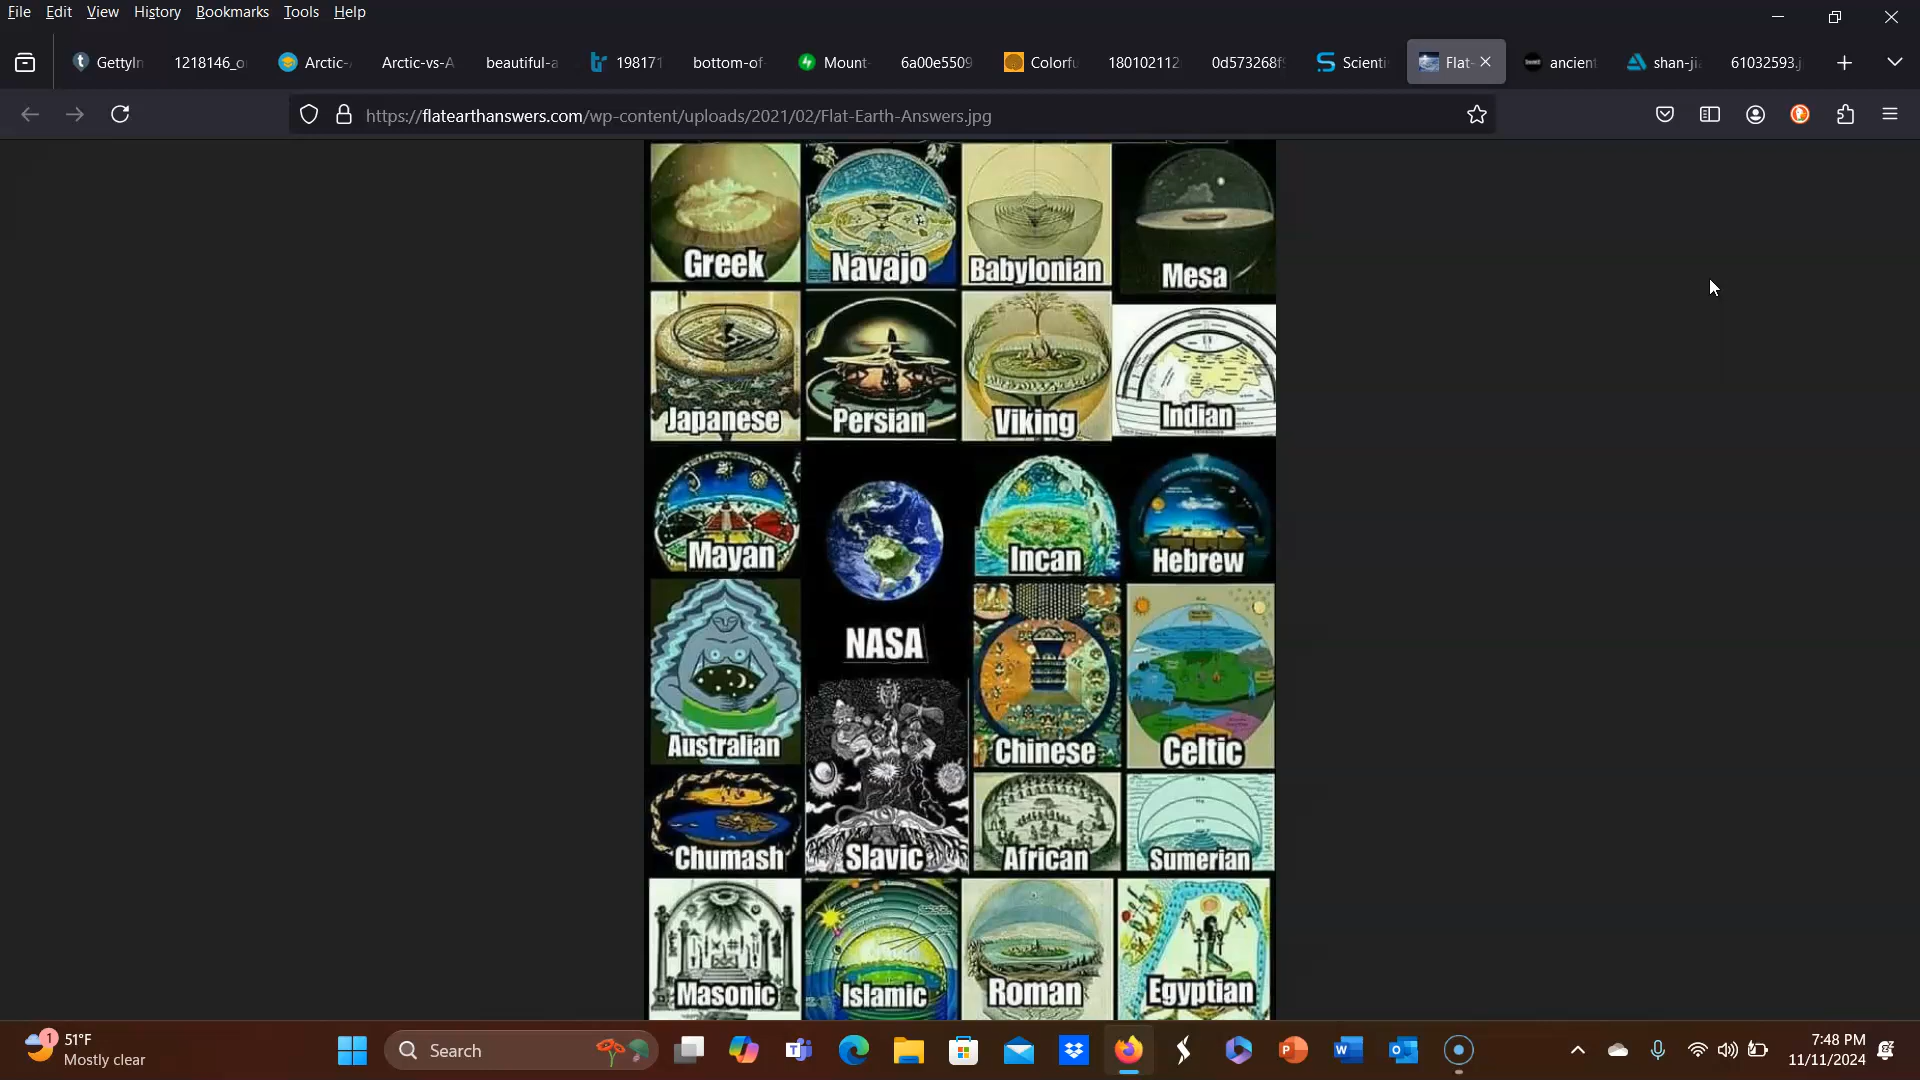 File Edit View History Bookmarks Tools Help
GettyIn 1218146_o Arctic- Arctic-vs-A beautiful-a 198171 bottom-of- Mount- 6a00e5509 Colorfu 180102112 0d573268f Scienti Flat- ancient shan-jia 61032593.j
https://flatearthanswers.com/wp-content/uploads/2021/02/Flat-Earth-Answers.jpg
Greek Navajo Babylonian Mesa
Japanese Persian Viking Indian
Mayan Incan Hebrew
NASA
Australian Chinese Celtic
Chumash Slavic African Sumerian
Masonic Islamic Roman Egyptian
1 51°F
Mostly clear
Search
7:48 PM
11/11/2024